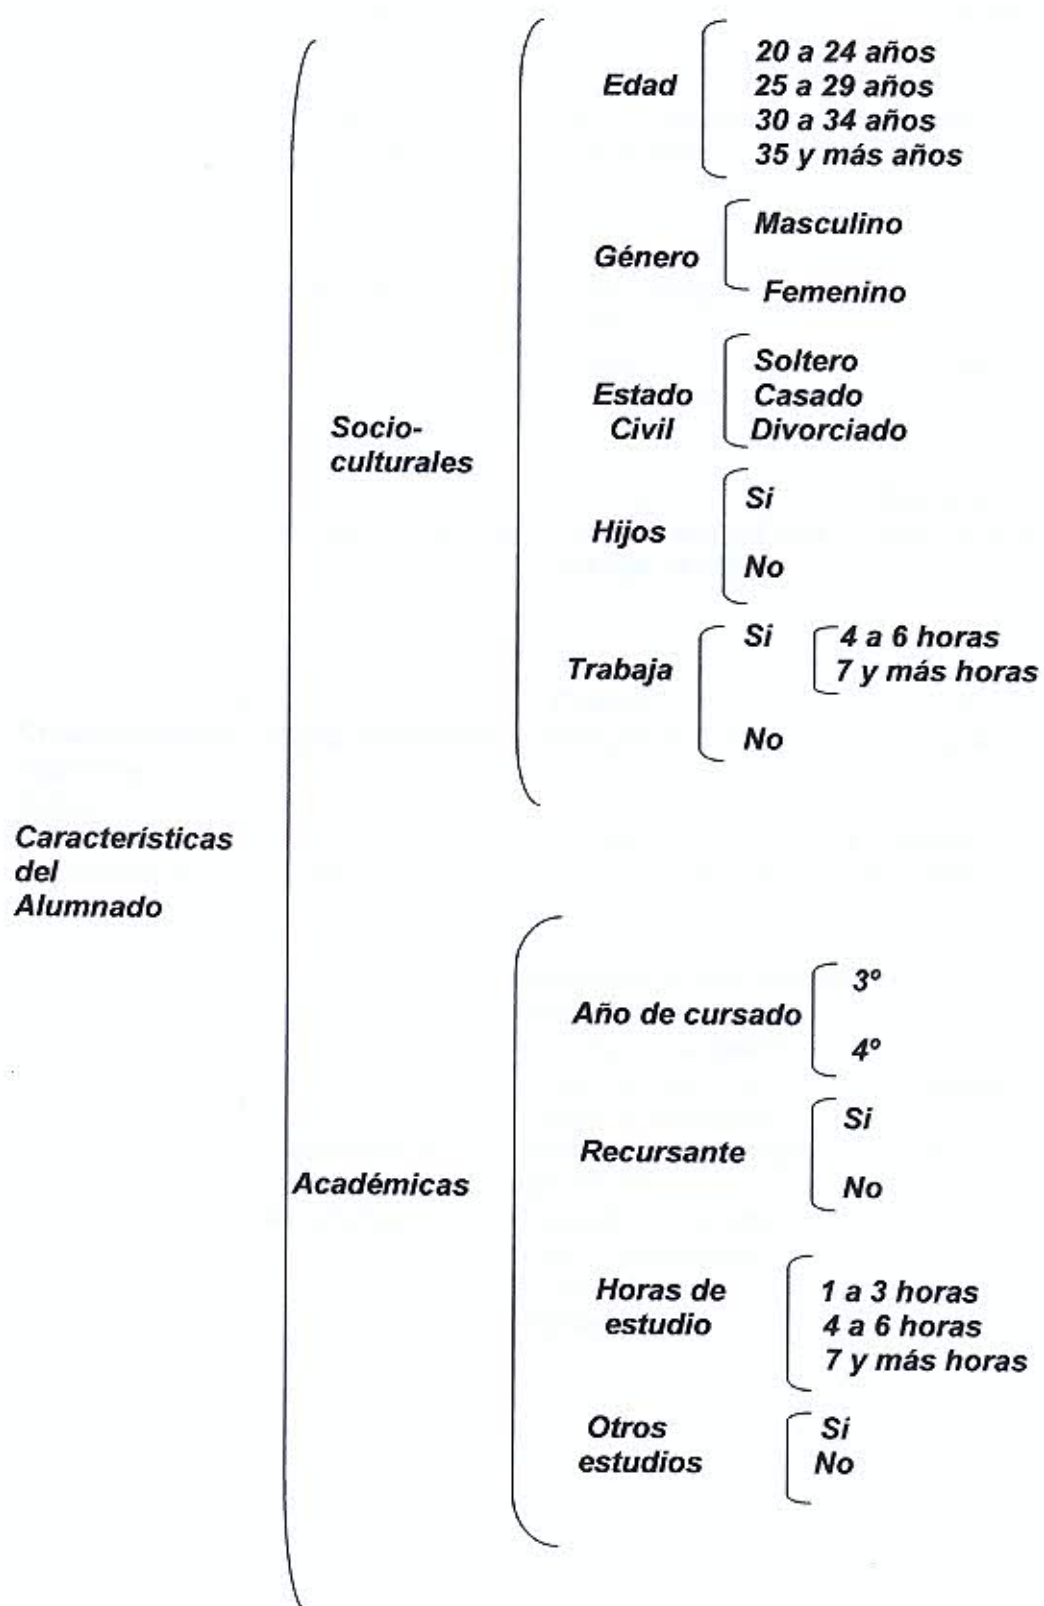 Características
del
Alumnado
Socio-
culturales
Edad
20 a 24 años
25 a 29 años
30 a 34 años
35 y más años
Género
Masculino
Femenino
Estado
Civil
Soltero
Casado
Divorciado
Hijos
Si
No
Trabaja
Si
4 a 6 horas
7 y más horas
No
Académicas
Año de cursado
3º
4º
Recursante
Si
No
Horas de
estudio
1 a 3 horas
4 a 6 horas
7 y más horas
Otros
estudios
Si
No